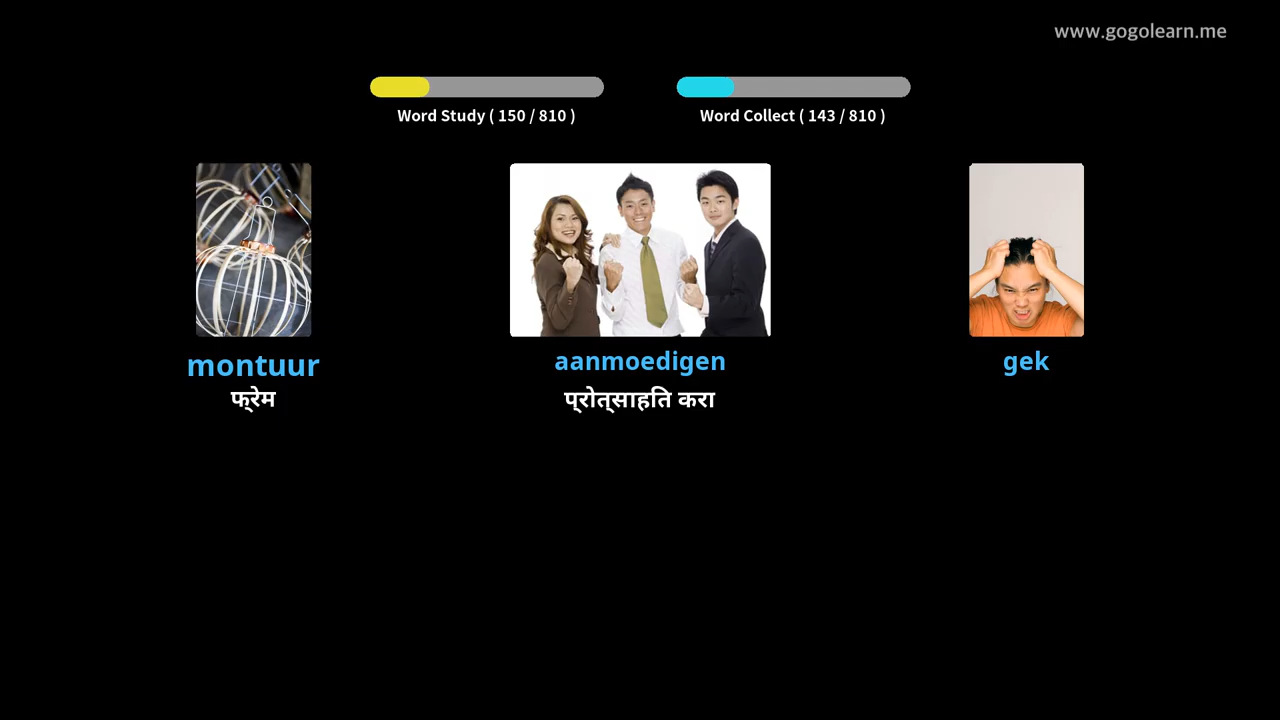 www.gogolearn.me
Word Study ( 150 / 810 )
Word Collect ( 143 / 810 )
montuur
फ्रेम
aanmoedigen
प्रोत्साहित करा
gek